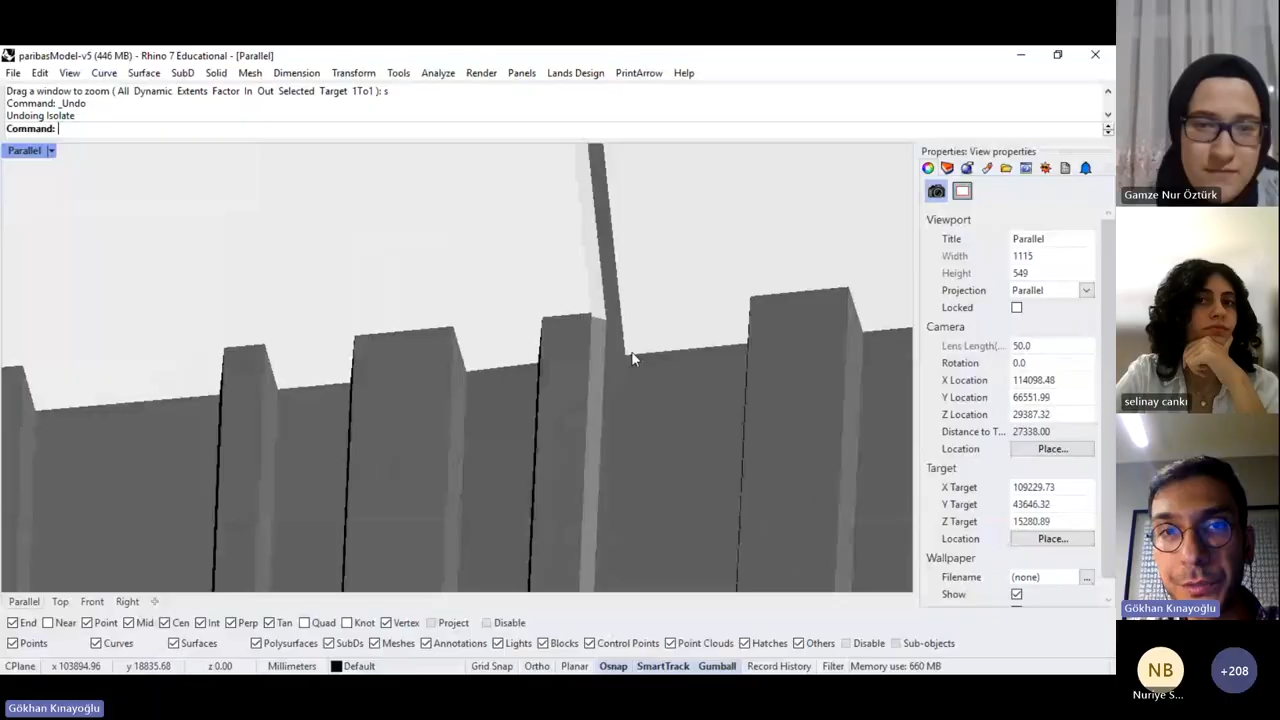 paribasModel-v5 (446 MB) - Rhino 7 Educational - [Parallel]
File Edit View Curve Surface SubD Solid Mesh Dimension Transform Tools Analyze Render Panels Lands Design PrintArrow Help
Drag a window to zoom ( All Dynamic Extents Factor In Out Selected Target 1To1 ): s
Command: _Undo
Undoing Isolate
Command:
Parallel
Properties: View properties
Viewport
Title Parallel
Width 1115
Height 549
Projection Parallel
Locked
Camera
Lens Length(... 50.0
Rotation 0.0
X Location 114098.48
Y Location 66551.99
Z Location 29387.32
Distance to T... 27338.00
Location Place...
Target
X Target 109229.73
Y Target 43646.32
Z Target 15280.89
Location Place...
Wallpaper
Filename (none) ...
Show
Parallel Top Front Right
End Near Point Mid Cen Int Perp Tan Quad Knot Vertex Project Disable
Points Curves Surfaces Polysurfaces SubDs Meshes Annotations Lights Blocks Control Points Point Clouds Hatches Others Disable Sub-objects
CPlane x 103894.96 y 18835.68 z 0.00 Millimeters Default Grid Snap Ortho Planar Osnap SmartTrack Gumball Record History Filter Memory use: 660 MB
Gökhan Kınayoğlu
Gamze Nur Öztürk
selinay cankı
Gökhan Kınayoğlu
NB
Nuriye S...
+208